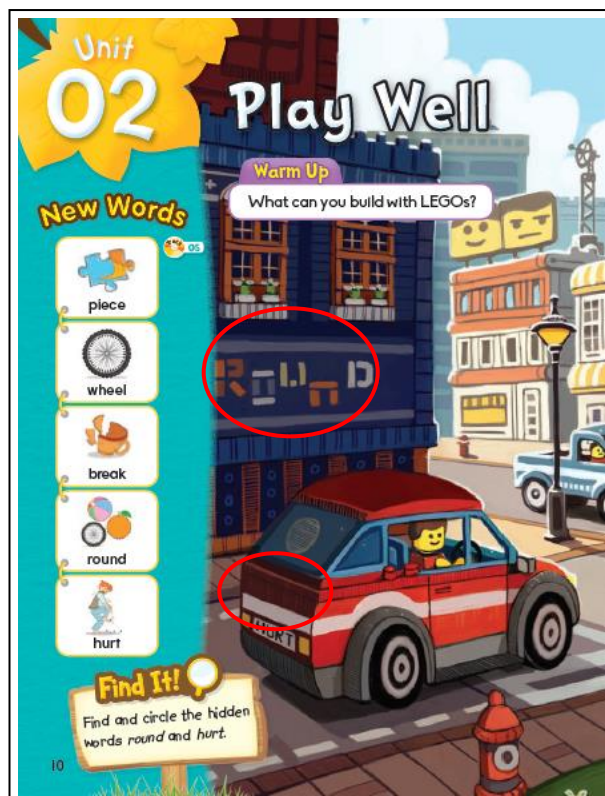 Unit
02
Play Well
Warm Up
What can you build with LEGOs?
New Words
05
piece
wheel
break
round
hurt
ROUND
HURT
Find It!
Find and circle the hidden
words round and hurt.
10